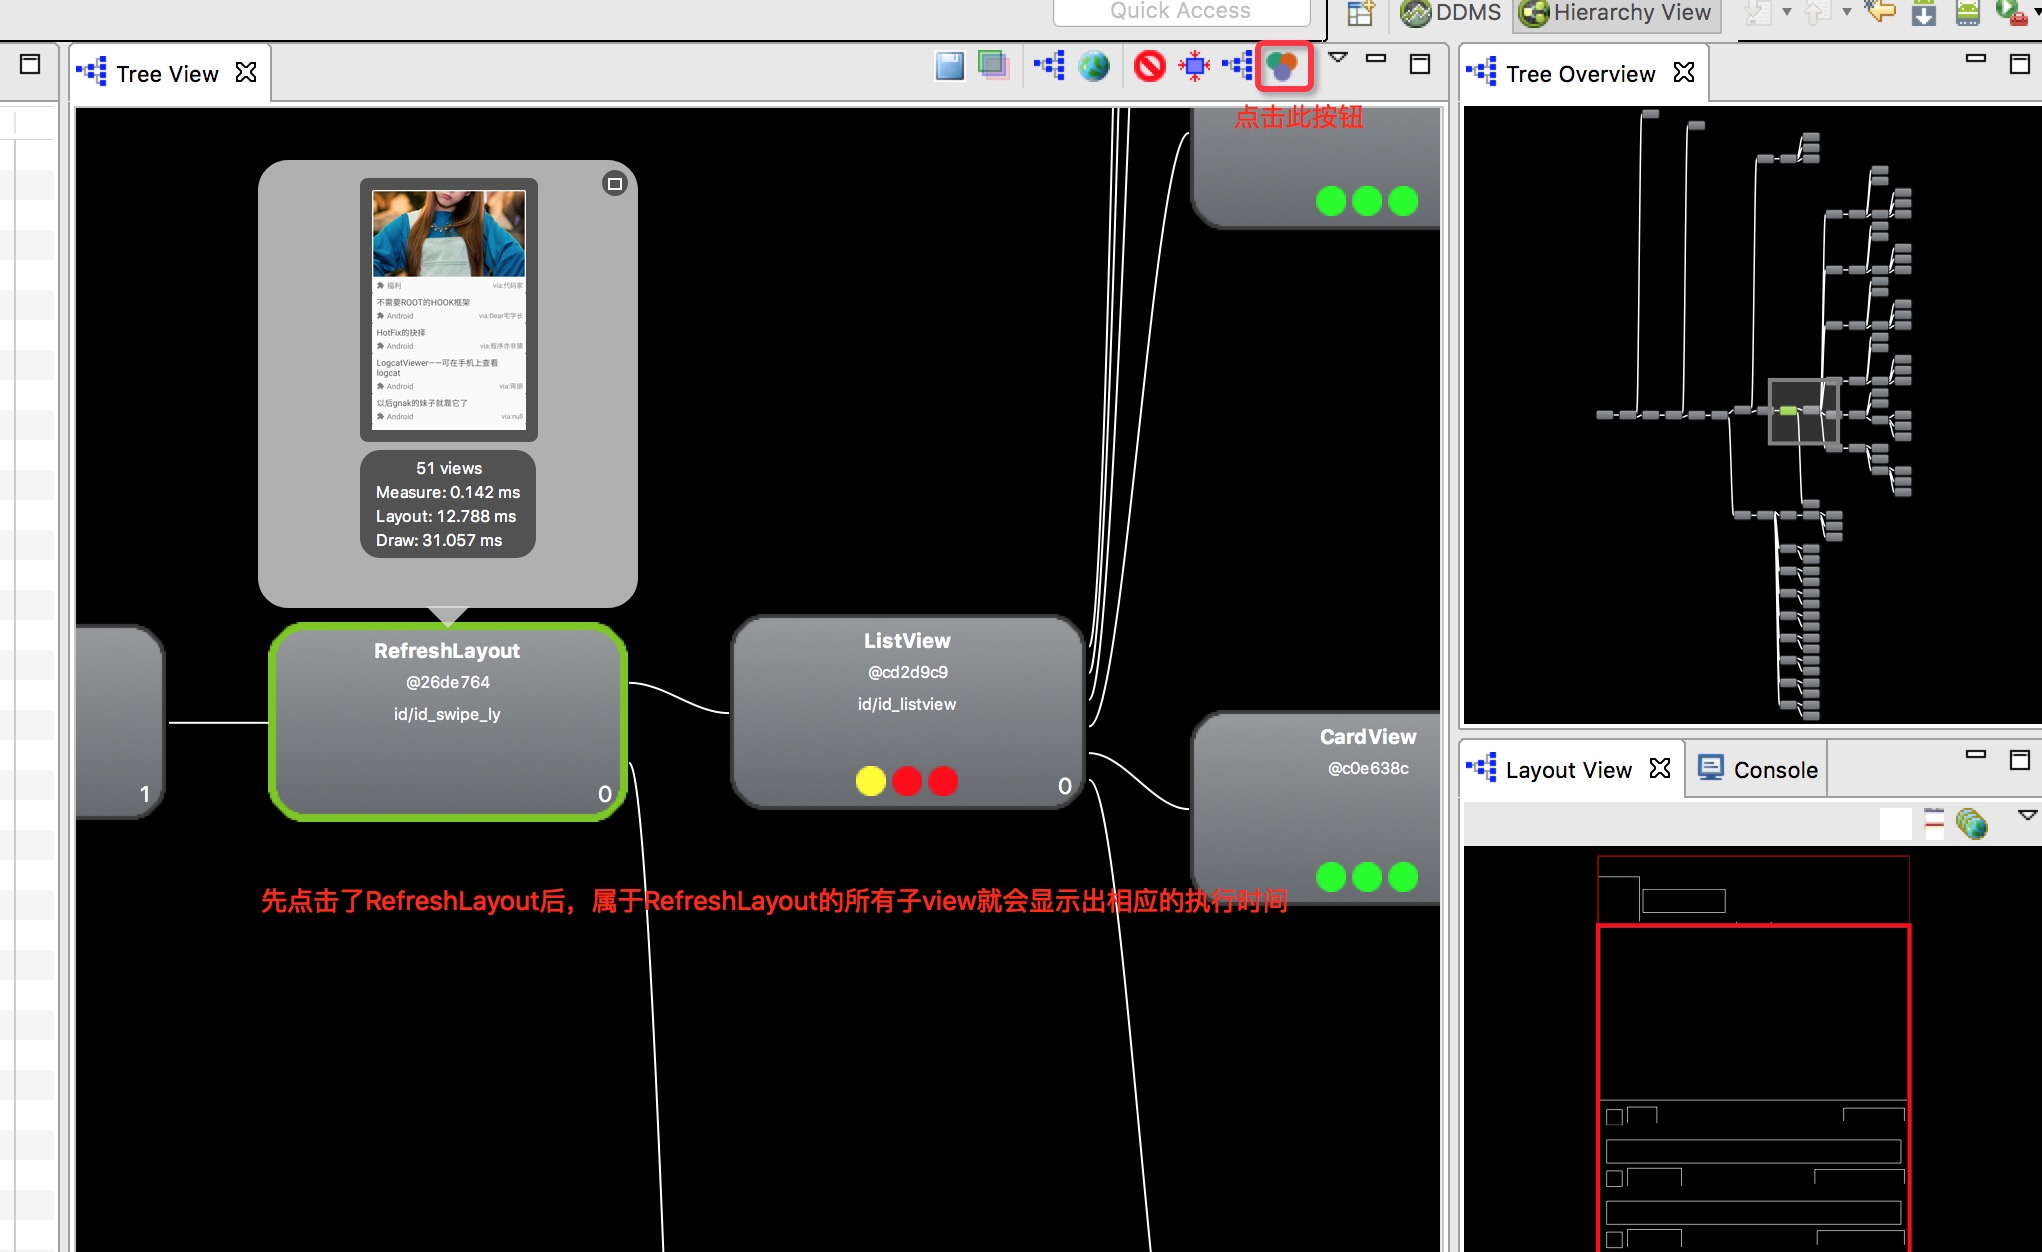 Quick Access
DDMS
Hierarchy View
Tree View
Tree Overview
点击此按钮
福利
via:代码家
不需要ROOT的HOOK框架
Android
via:Dear宅学长
HotFix的抉择
Android
via:程序亦非猿
LogcatViewer——可在手机上查看
logcat
Android
via:蒋朋
以后gnak的妹子就靠它了
Android
via:null
51 views
Measure: 0.142 ms
Layout: 12.788 ms
Draw: 31.057 ms
RefreshLayout
@26de764
id/id_swipe_ly
1
0
ListView
@cd2d9c9
id/id_listview
0
CardView
@c0e638c
先点击了RefreshLayout后，属于RefreshLayout的所有子view就会显示出相应的执行时间
Layout View
Console